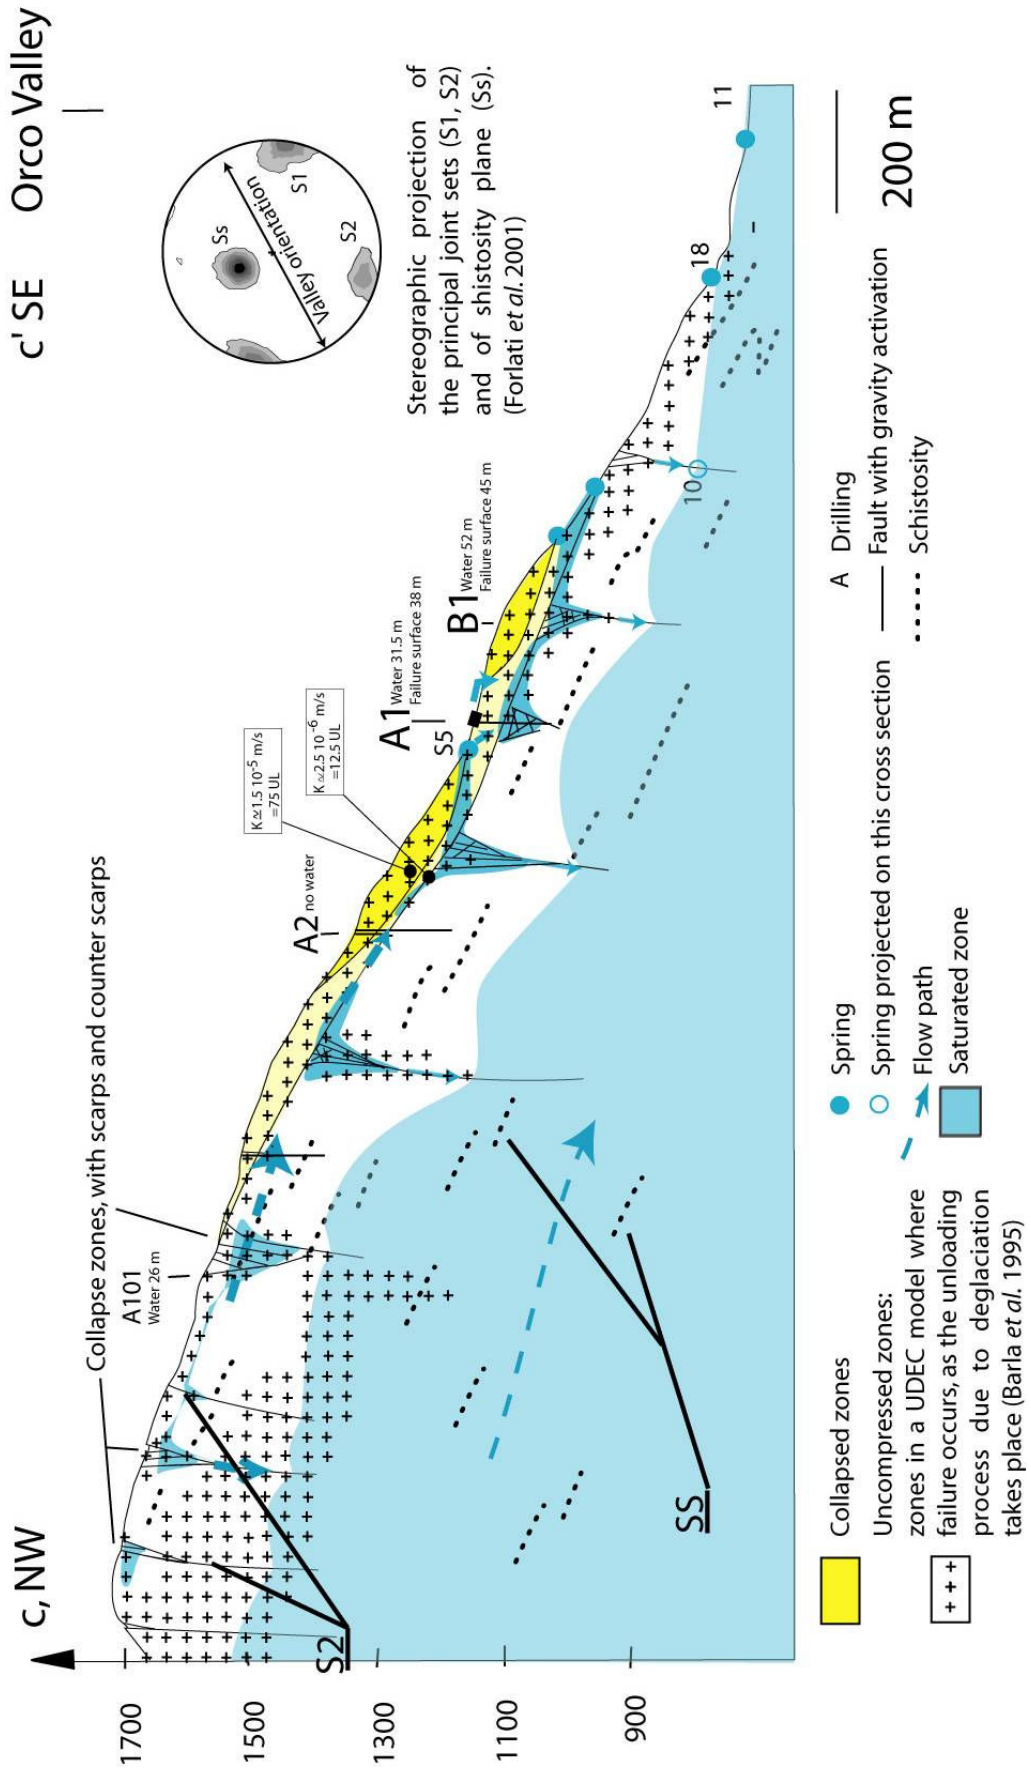 c, NW
c' SE Orco Valley
1700
1500
1300
1100
900
Collapse zones, with scarps and counter scarps
A101
Water 26 m
A2 no water
K≃1.5 10⁻⁵ m/s
=75 UL
K≃2.5 10⁻⁶ m/s
=12.5 UL
A1 Water 31.5 m
Failure surface 38 m
S5
B1 Water 52 m
Failure surface 45 m
10
18
11
S2
SS
Ss
S1
S2
Valley orientation
Stereographic projection of
the principal joint sets (S1, S2)
and of shistosity plane (Ss).
(Forlati et al. 2001)
Collapsed zones
Uncompressed zones:
zones in a UDEC model where
failure occurs, as the unloading
process due to deglaciation
takes place (Barla et al. 1995)
Spring
Spring projected on this cross section
Flow path
Saturated zone
A Drilling
Fault with gravity activation
Schistosity
200 m